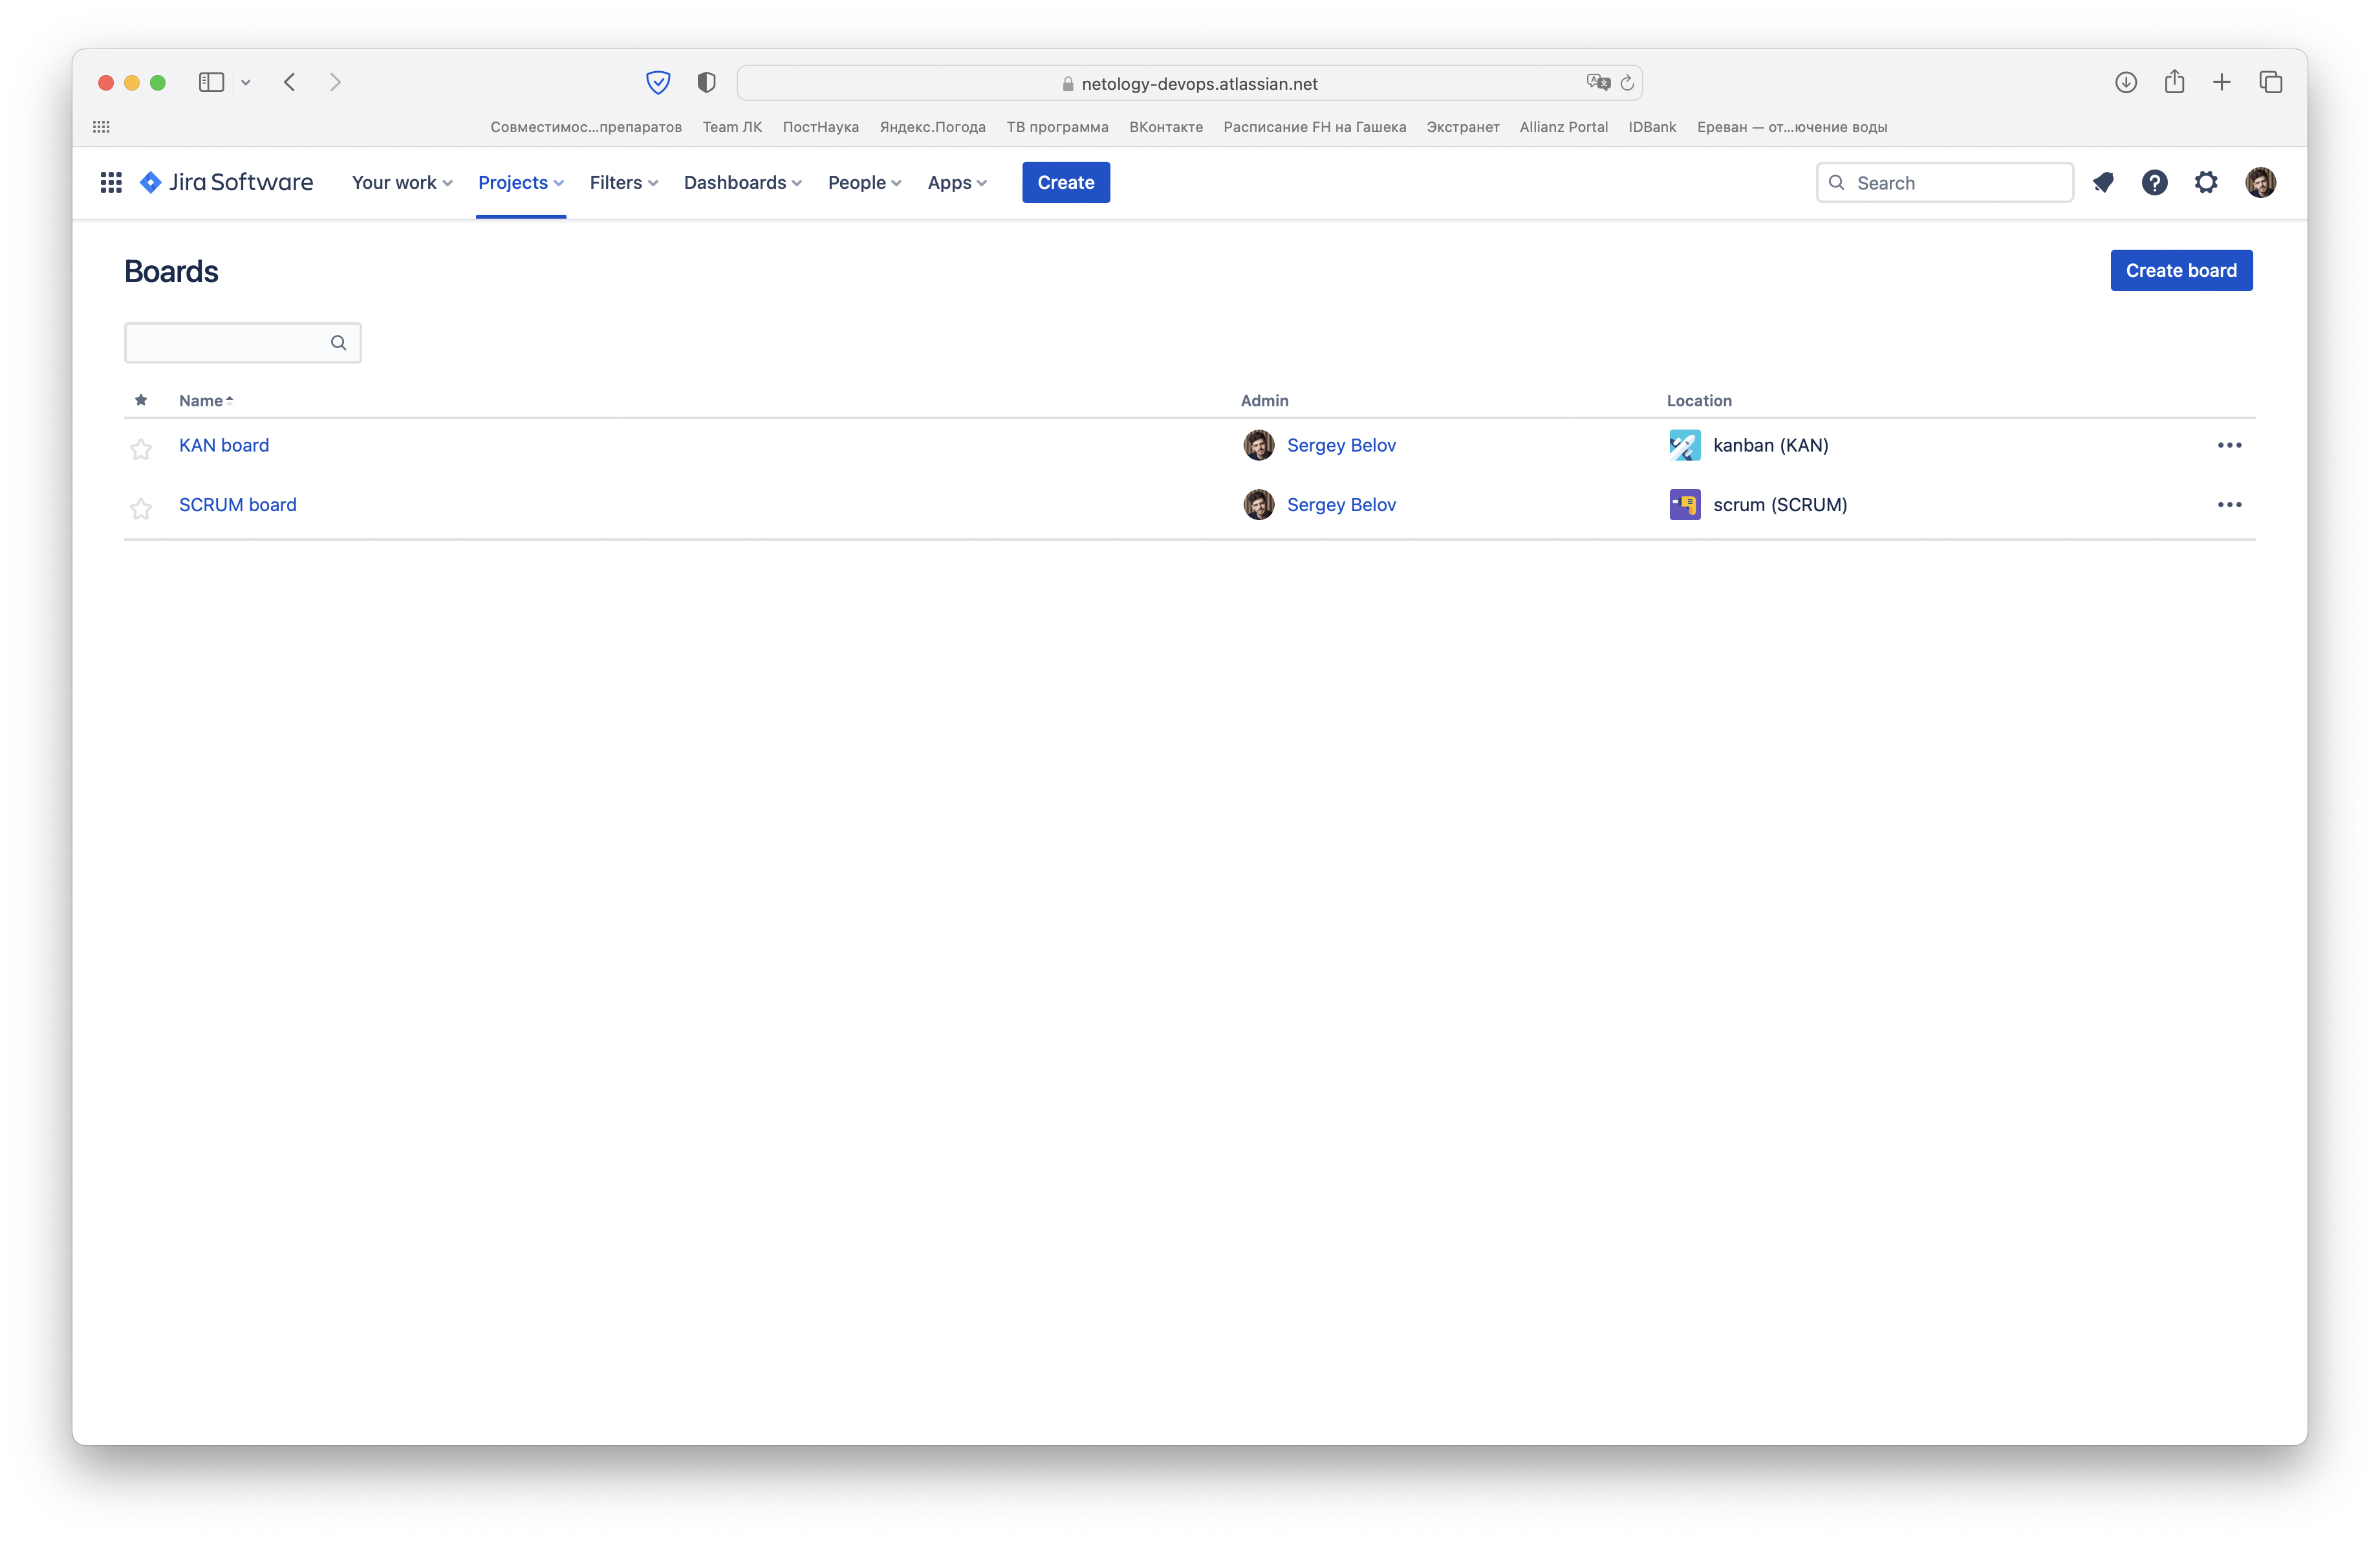 netology-devops.atlassian.net
Совместимос...препаратов Team ЛК ПостНаука Яндекс.Погода ТВ программа ВКонтакте Расписание FH на Гашека Экстранет Allianz Portal IDBank Ереван — от...ючение воды
Jira Software Your work Projects Filters Dashboards People Apps Create Search
Boards Create board
Name Admin Location
KAN board Sergey Belov kanban (KAN)
SCRUM board Sergey Belov scrum (SCRUM)